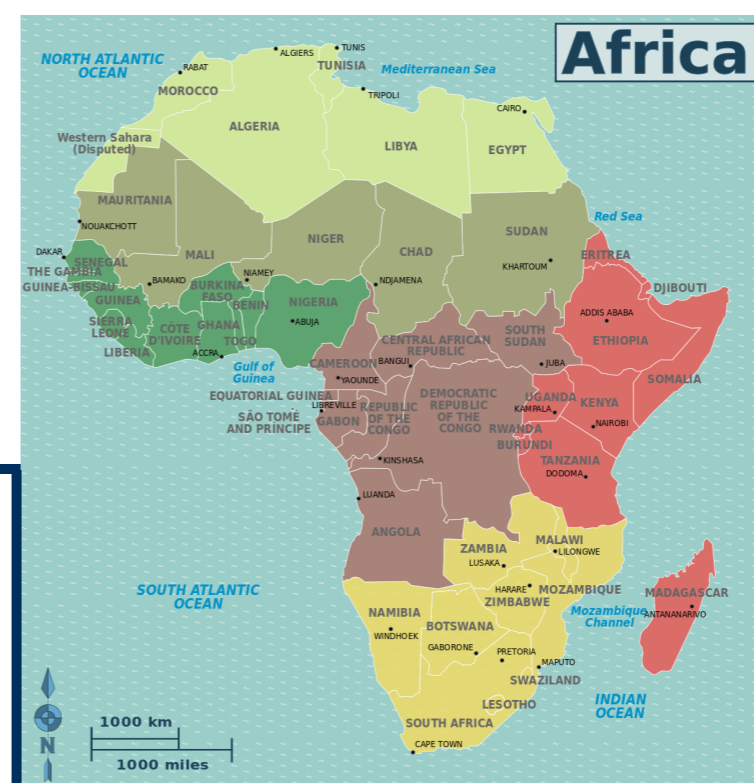 Africa
NORTH ATLANTIC
OCEAN
RABAT
ALGIERS
TUNIS
TUNISIA
Mediterranean Sea
MOROCCO
TRIPOLI
CAIRO
ALGERIA
Western Sahara
(Disputed)
LIBYA
EGYPT
MAURITANIA
NOUAKCHOTT
Red Sea
SUDAN
NIGER
DAKAR
MALI
CHAD
ERITREA
SENEGAL
KHARTOUM
THE GAMBIA
NIAMEY
BAMAKO
NDJAMENA
GUINEA-BISSAU
BURKINA
FASO
DJIBOUTI
GUINEA
BENIN
NIGERIA
ADDIS ABABA
SIERRA
LEONE
CÔTE
D'IVOIRE
GHANA
ABUJA
SOUTH
SUDAN
TOGO
CENTRAL AFRICAN
REPUBLIC
ETHIOPIA
LIBERIA
ACCRA
Gulf of
Guinea
CAMEROON
BANGUI
JUBA
YAOUNDE
SOMALIA
EQUATORIAL GUINEA
DEMOCRATIC
REPUBLIC
OF THE
CONGO
UGANDA
KENYA
LIBREVILLE
REPUBLIC
OF THE
CONGO
KAMPALA
SÃO TOMÉ
AND PRÍNCIPE
GABON
RWANDA
NAIROBI
BURUNDI
KINSHASA
TANZANIA
DODOMA
LUANDA
ANGOLA
MALAWI
ZAMBIA
LILONGWE
LUSAKA
SOUTH ATLANTIC
OCEAN
HARARE
MOZAMBIQUE
MADAGASCAR
ZIMBABWE
Mozambique
Channel
ANTANANARIVO
NAMIBIA
BOTSWANA
WINDHOEK
GABORONE
PRETORIA
MAPUTO
SWAZILAND
INDIAN
OCEAN
LESOTHO
SOUTH AFRICA
CAPE TOWN
N
1000 km
1000 miles